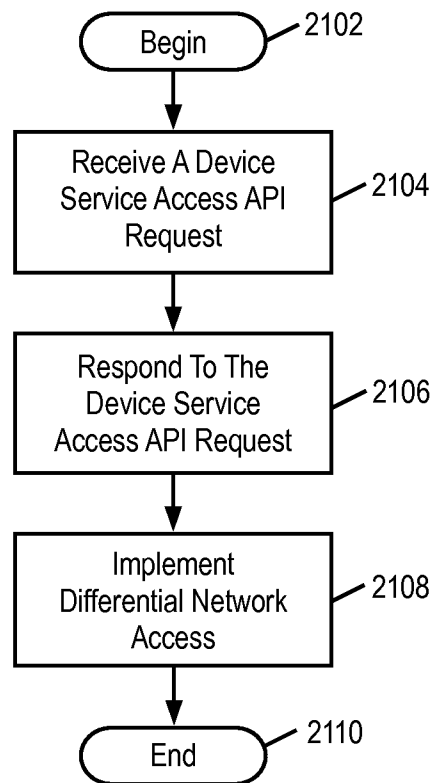 Begin
2102
Receive A Device
Service Access API
Request
2104
Respond To The
Device Service
Access API Request
2106
Implement
Differential Network
Access
2108
End
2110